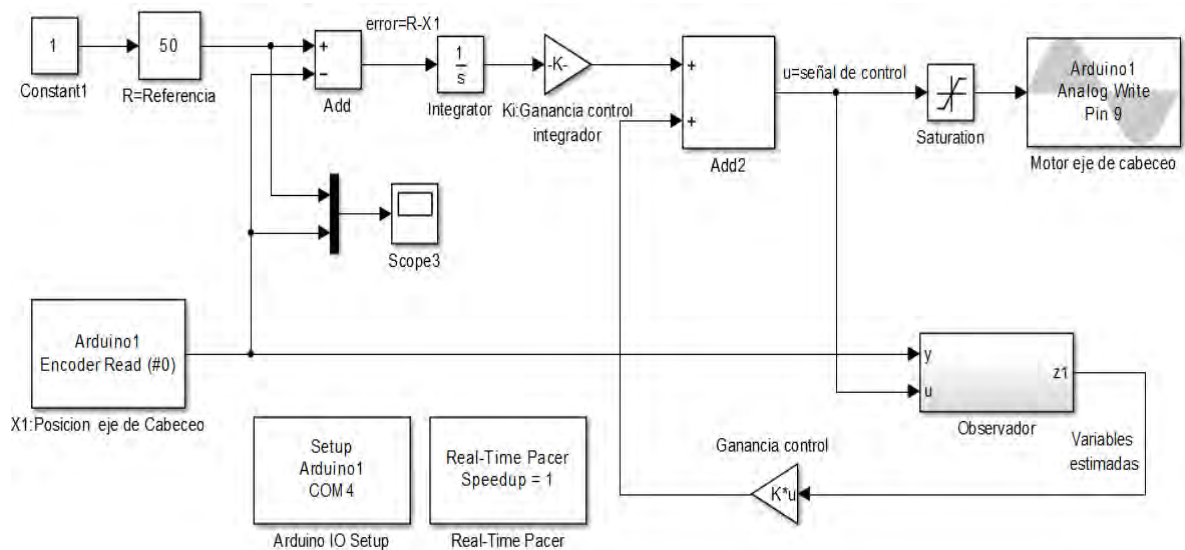 1
Constant1
50
R=Referencia
+
−
Add
error=R-X1
1
s
Integrator
-K-
Ki:Ganancia control
integrador
+
+
Add2
u=señal de control
Saturation
Arduino1
Analog Write
Pin 9
Motor eje de cabeceo
Scope3
Arduino1
Encoder Read (#0)
X1:Posicion eje de Cabeceo
Setup
Arduino1
COM4
Arduino IO Setup
Real-Time Pacer
Speedup = 1
Real-Time Pacer
Ganancia control
K*u
y
u
z1
Observador
Variables
estimadas